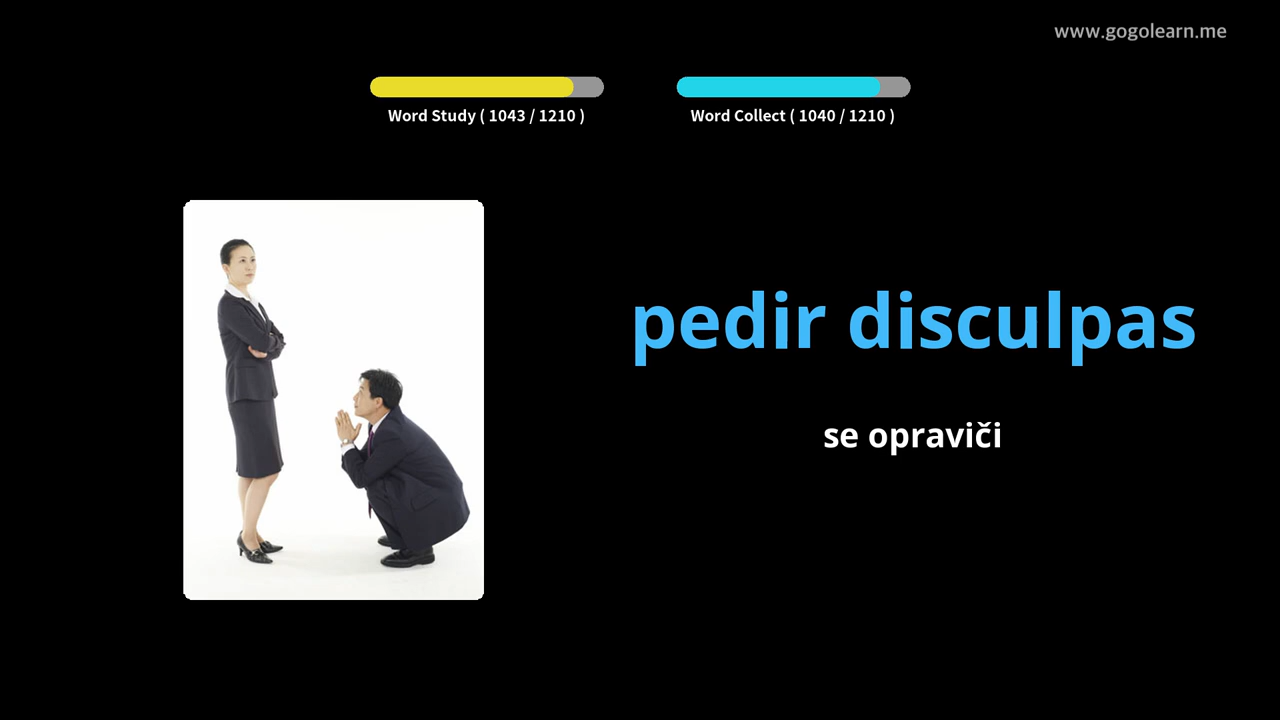 www.gogolearn.me
Word Study ( 1043 / 1210 )
Word Collect ( 1040 / 1210 )
pedir disculpas
se opraviči